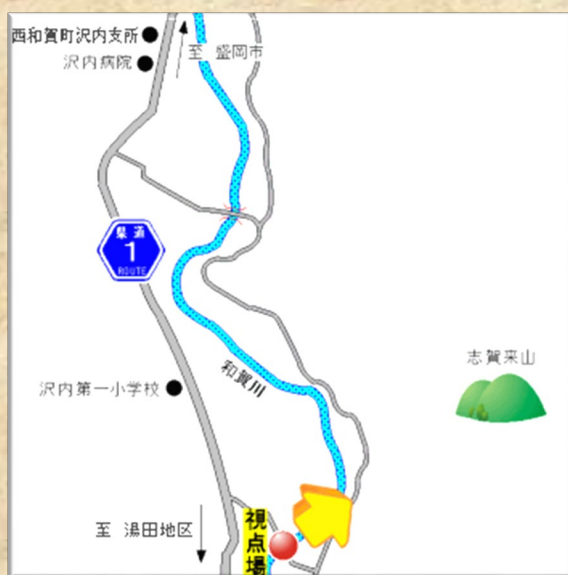 西和賀町沢内支所
至 盛岡市
沢内病院
県道
1
ROUTE
志賀来山
和賀川
沢内第一小学校
至 湯田地区
視点場